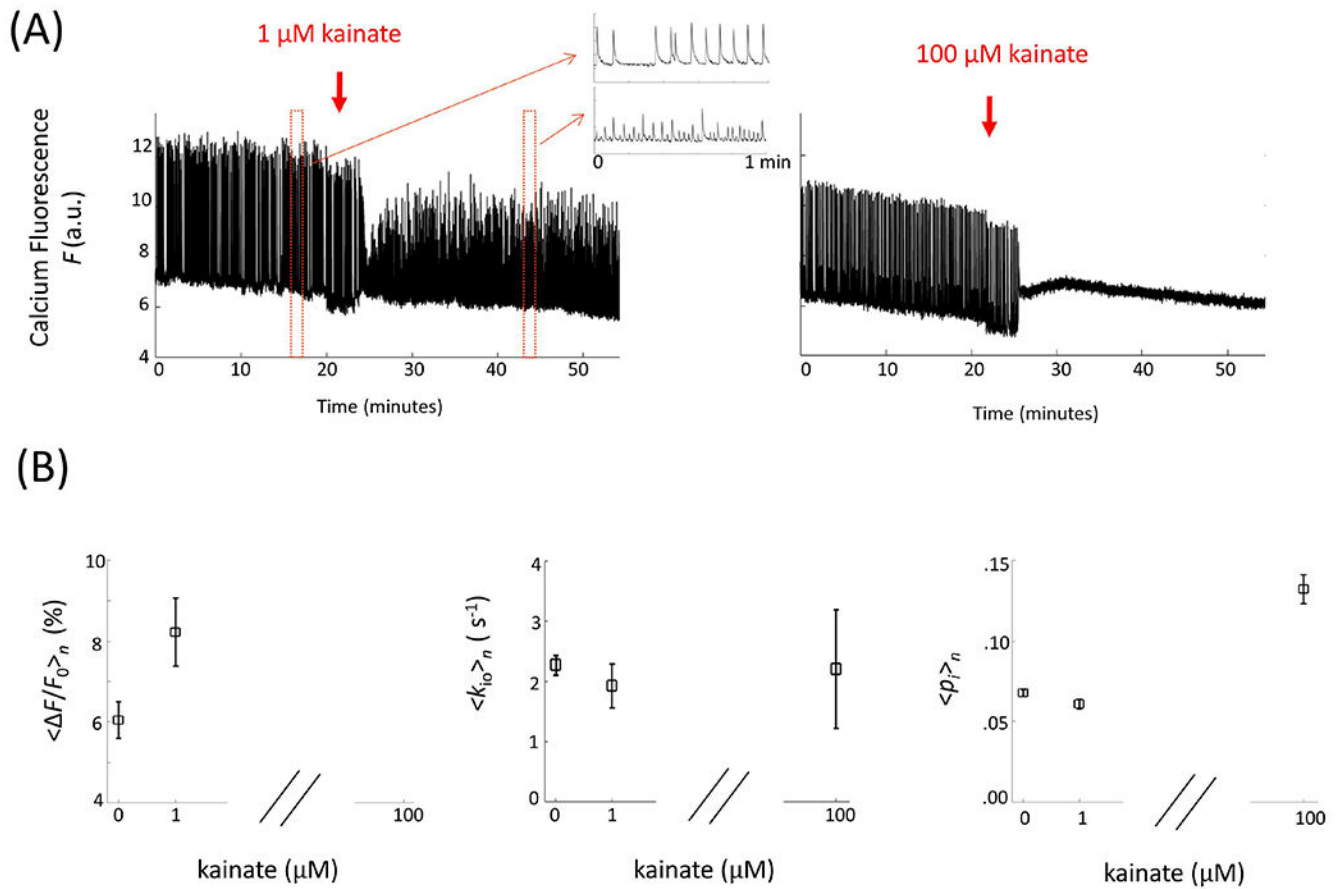 (A)
1 µM kainate
100 µM kainate
0 1 min
Calcium Fluorescence
F (a.u.)
12
10
8
6
4
0 10 20 30 40 50
Time (minutes)
0 10 20 30 40 50
Time (minutes)
(B)
<ΔF/F₀>ₙ (%)
10
8
6
4
0 1 100
kainate (µM)
<kᵢₒ>ₙ ( s⁻¹)
4
3
2
1
0
0 1 100
kainate (µM)
<pᵢ>ₙ
.15
.10
.05
.00
0 1 100
kainate (µM)